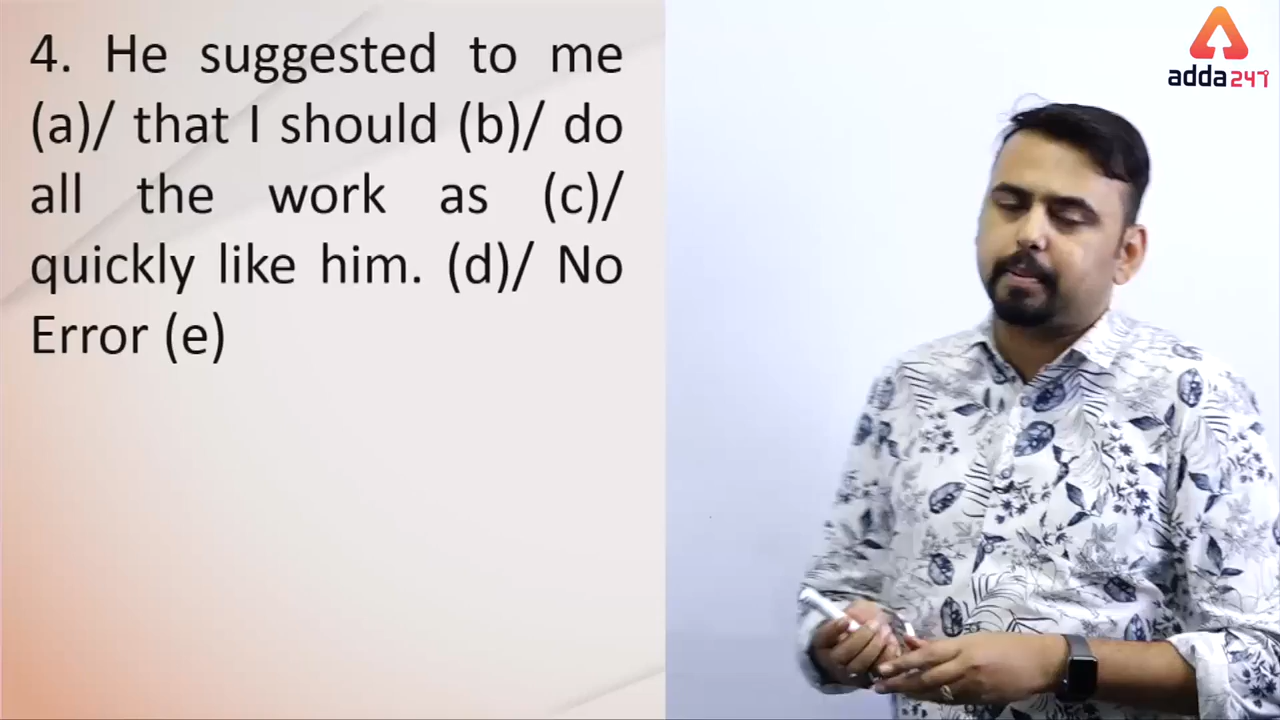 4. He suggested to me
(a)/ that I should (b)/ do
all the work as (c)/
quickly like him. (d)/ No
Error (e)
adda247